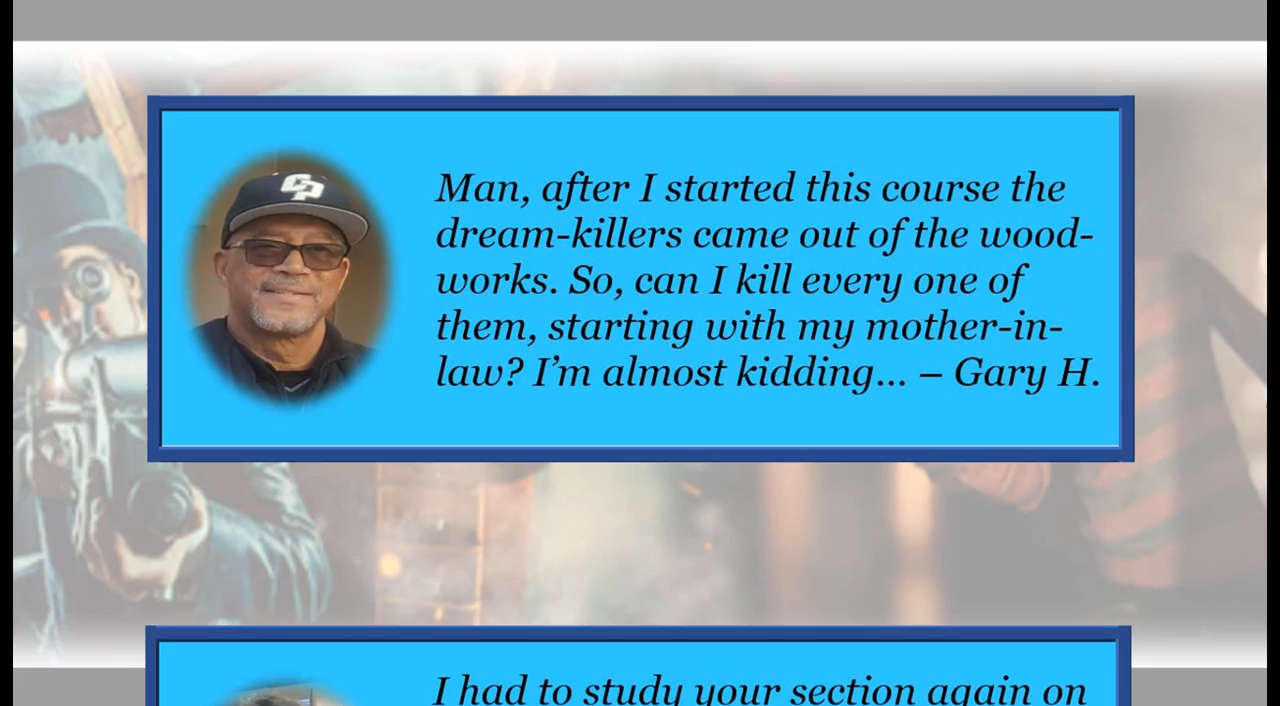 GP
Man, after I started this course the
dream-killers came out of the wood-
works. So, can I kill every one of
them, starting with my mother-in-
law? I’m almost kidding... – Gary H.
I had to study your section again on